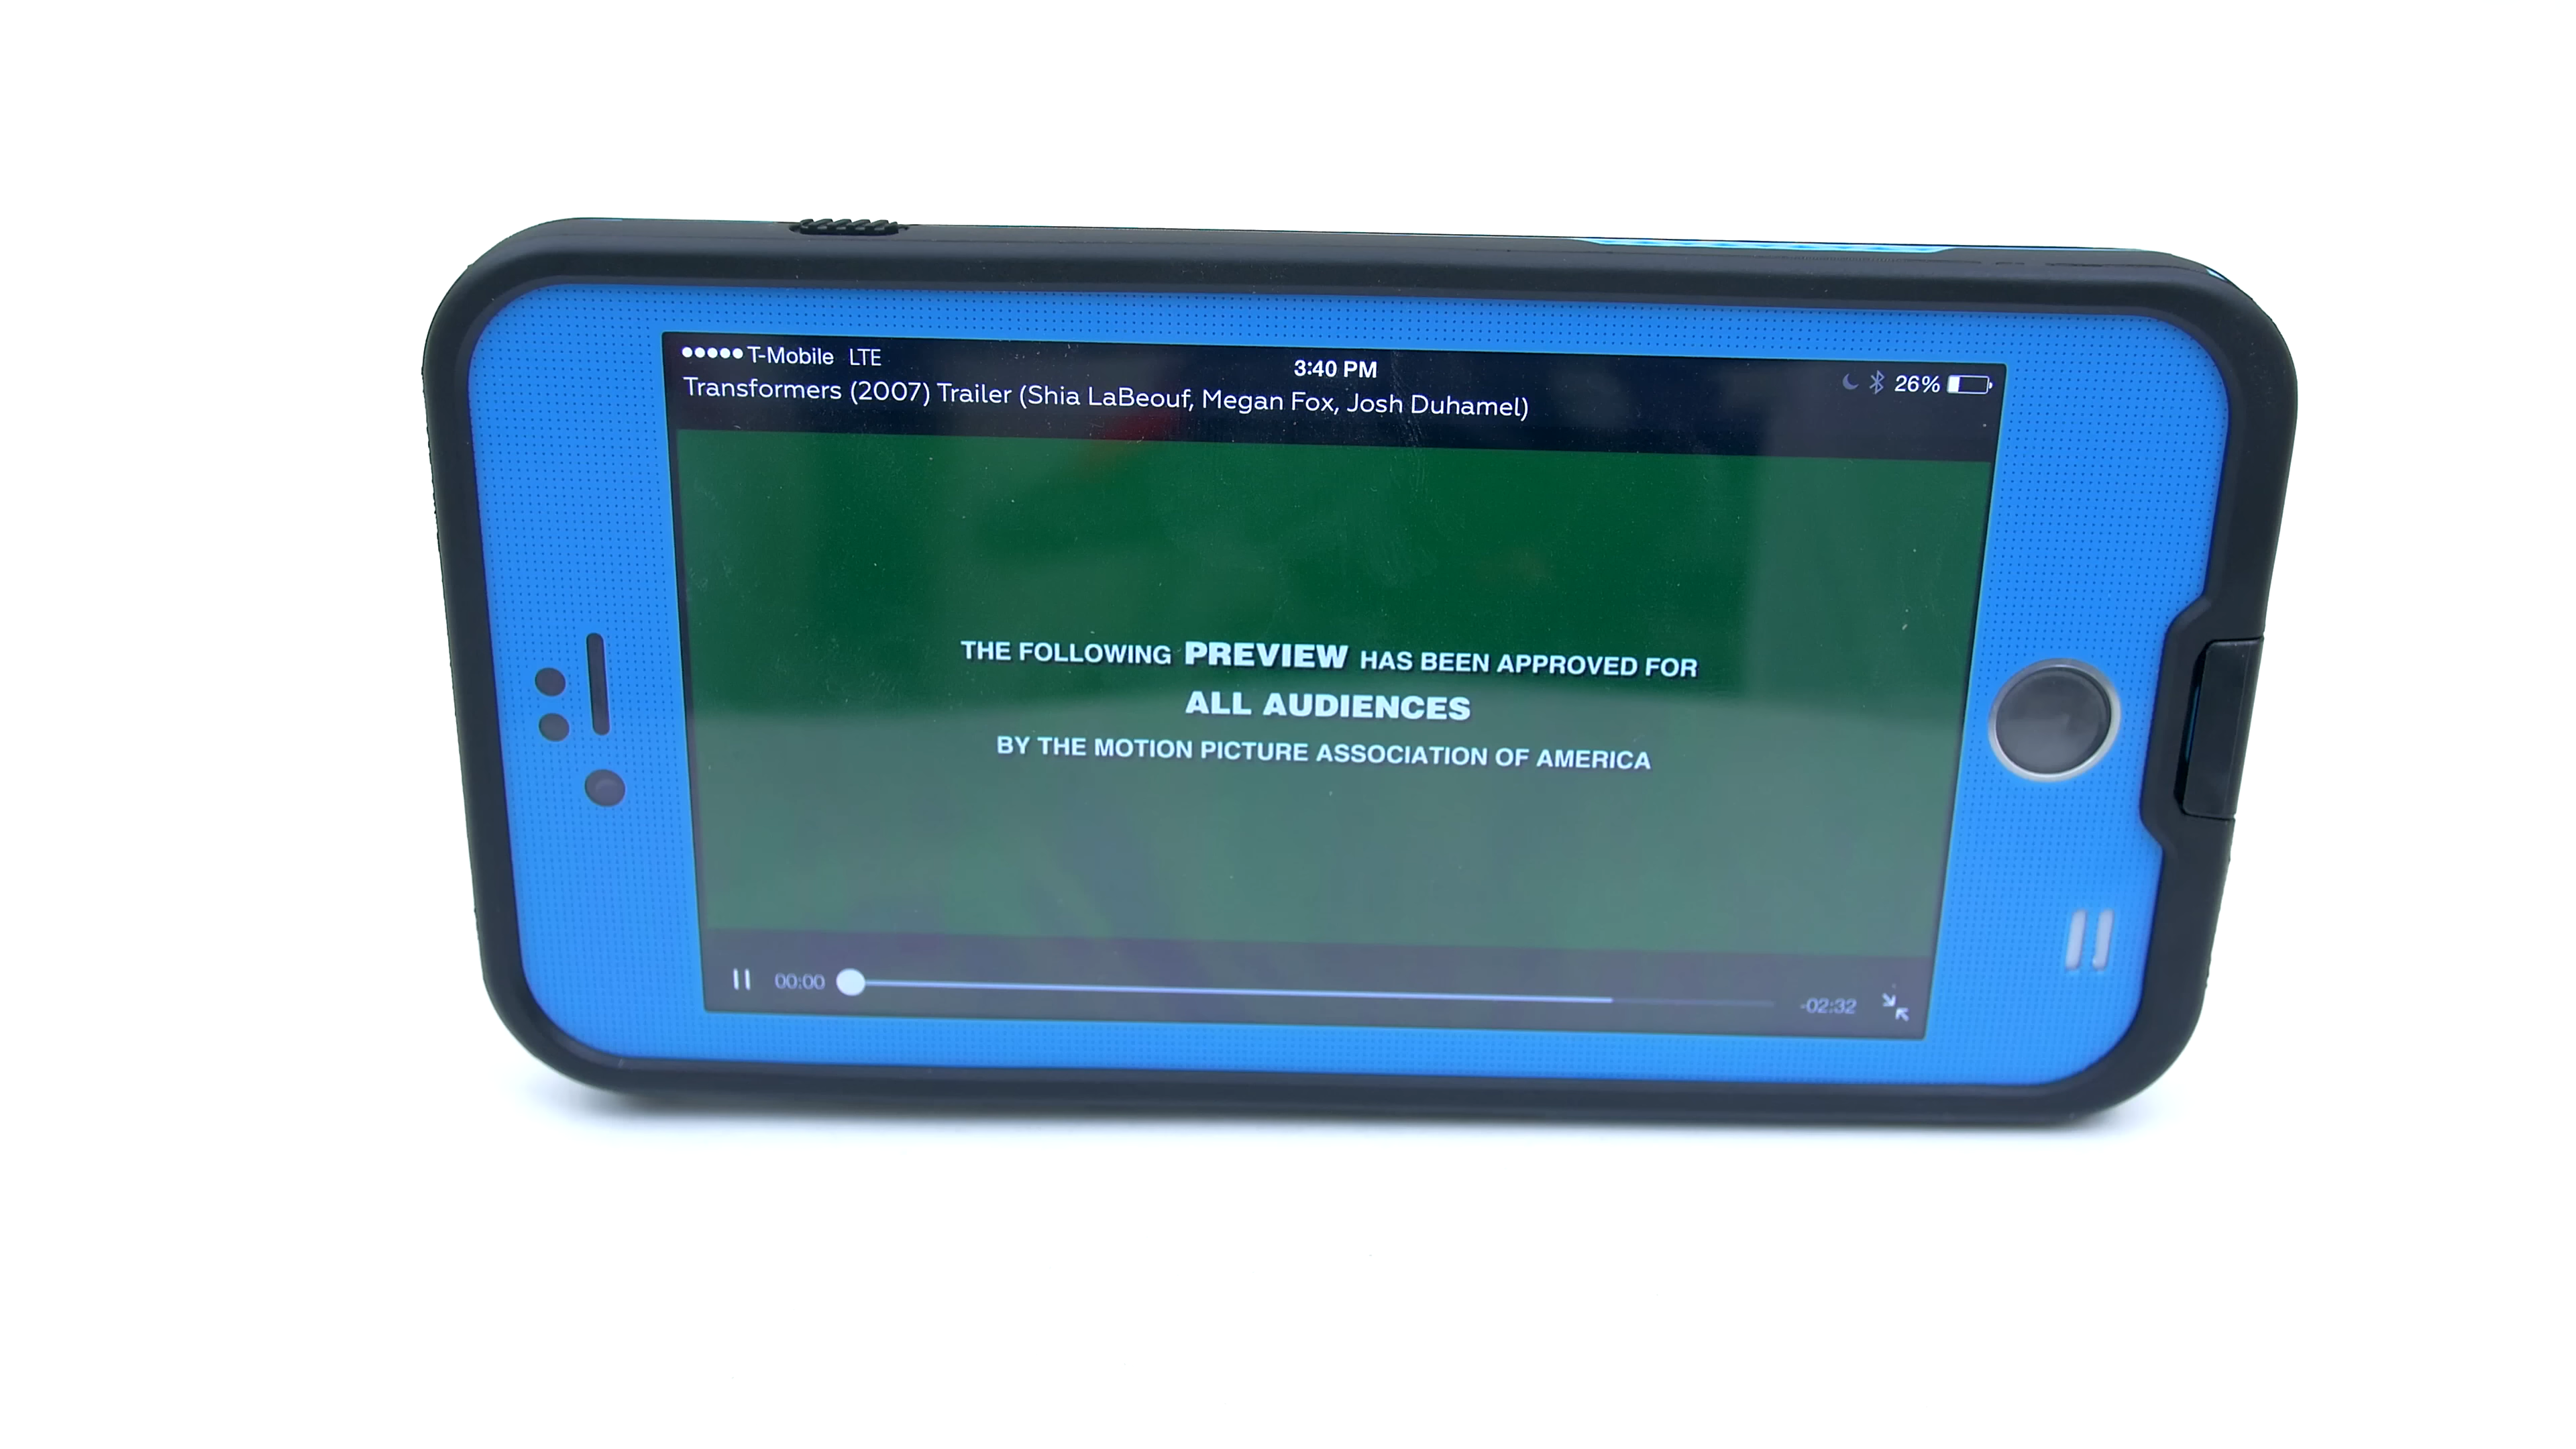 T-Mobile LTE 3:40 PM 26%
Transformers (2007) Trailer (Shia LaBeouf, Megan Fox, Josh Duhamel)
THE FOLLOWING PREVIEW HAS BEEN APPROVED FOR
ALL AUDIENCES
BY THE MOTION PICTURE ASSOCIATION OF AMERICA
00:00 -02:32